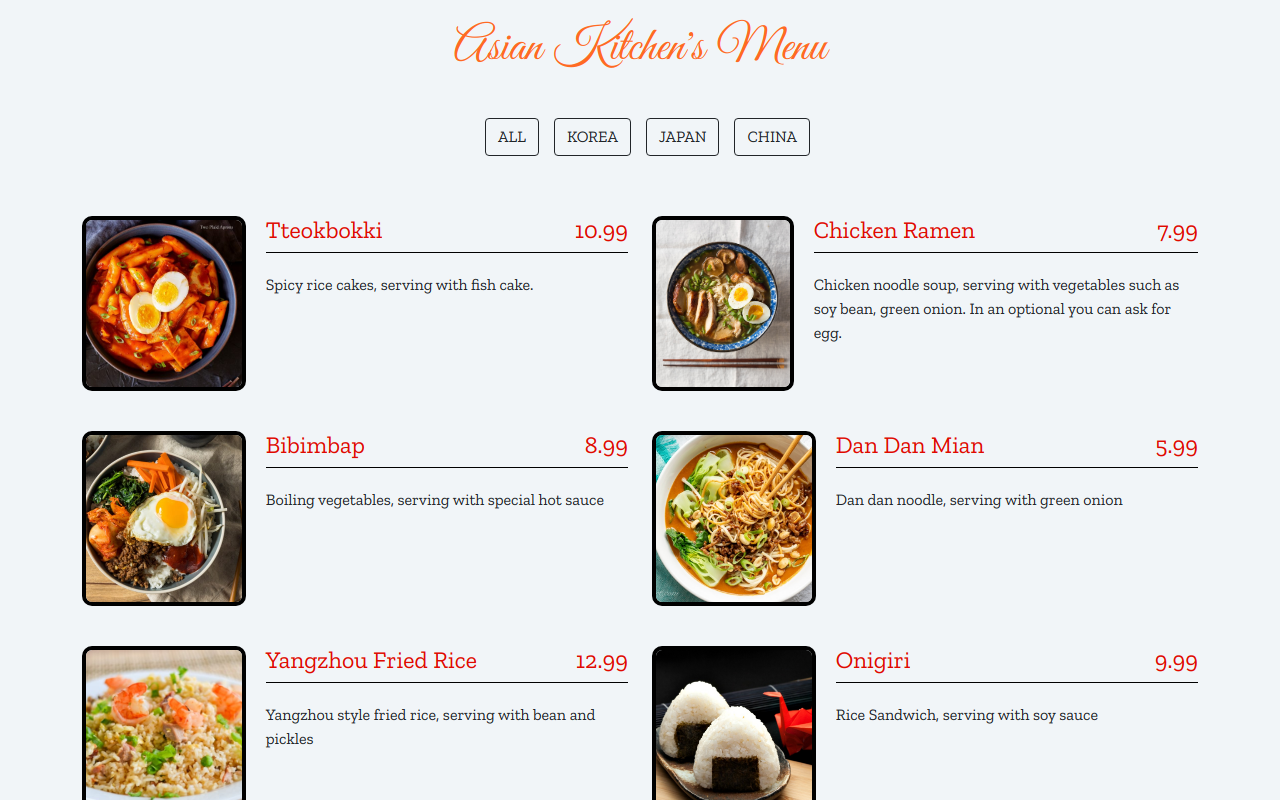 Asian Kitchen's Menu
ALL KOREA JAPAN CHINA
Tteokbokki 10.99
Spicy rice cakes, serving with fish cake.
Chicken Ramen 7.99
Chicken noodle soup, serving with vegetables such as
soy bean, green onion. In an optional you can ask for
egg.
Bibimbap 8.99
Boiling vegetables, serving with special hot sauce
Dan Dan Mian 5.99
Dan dan noodle, serving with green onion
Yangzhou Fried Rice 12.99
Yangzhou style fried rice, serving with bean and
pickles
Onigiri 9.99
Rice Sandwich, serving with soy sauce